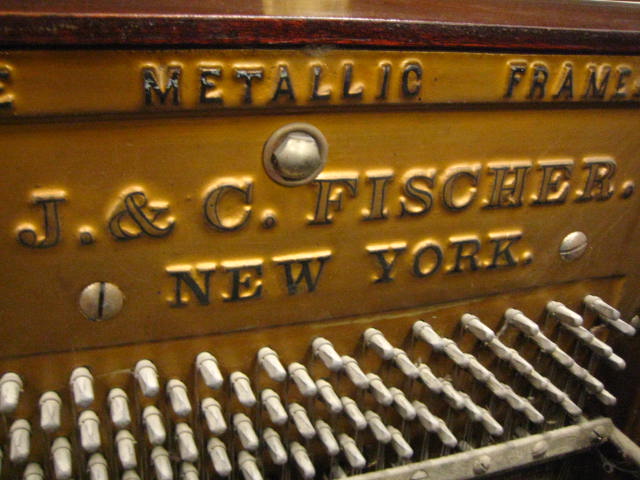 METALLIC FRAME
J. & C. FISCHER.
NEW YORK.